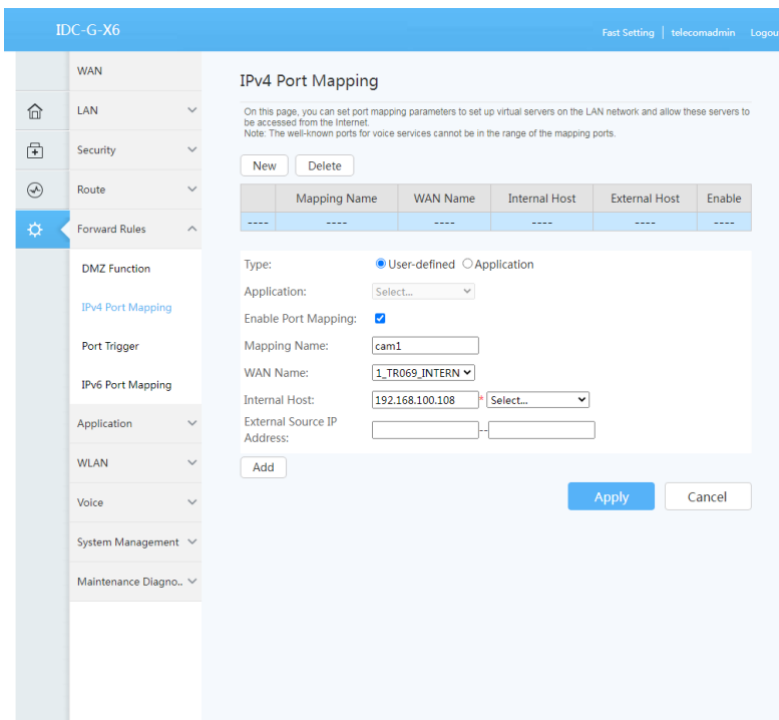 IDC-G-X6
Fast Setting | telecomadmin Logou
WAN
LAN
Security
Route
Forward Rules
DMZ Function
IPv4 Port Mapping
Port Trigger
IPv6 Port Mapping
Application
WLAN
Voice
System Management
Maintenance Diagno..
IPv4 Port Mapping
On this page, you can set port mapping parameters to set up virtual servers on the LAN network and allow these servers to
be accessed from the Internet.
Note: The well-known ports for voice services cannot be in the range of the mapping ports.
New Delete
Mapping Name WAN Name Internal Host External Host Enable
---- ---- ---- ---- ---- ----
Type: User-defined Application
Application: Select...
Enable Port Mapping:
Mapping Name: cam1
WAN Name: 1_TR069_INTERN
Internal Host: 192.168.100.108 * Select...
External Source IP
Address: --
Add
Apply Cancel